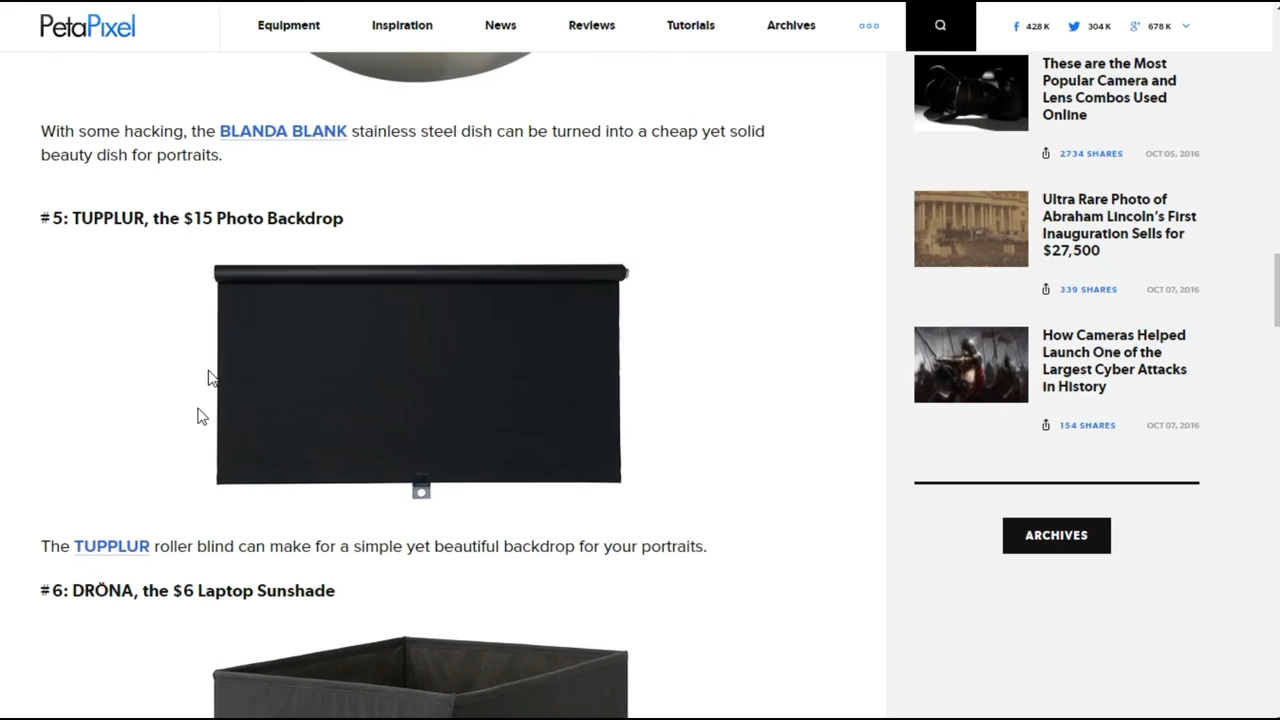 PetaPixel
Equipment
Inspiration
News
Reviews
Tutorials
Archives
428 K
304 K
678 K
With some hacking, the BLANDA BLANK stainless steel dish can be turned into a cheap yet solid
beauty dish for portraits.
#5: TUPPLUR, the $15 Photo Backdrop
The TUPPLUR roller blind can make for a simple yet beautiful backdrop for your portraits.
#6: DRÖNA, the $6 Laptop Sunshade
These are the Most
Popular Camera and
Lens Combos Used
Online
2734 SHARES OCT 05, 2016
Ultra Rare Photo of
Abraham Lincoln's First
Inauguration Sells for
$27,500
339 SHARES OCT 07, 2016
How Cameras Helped
Launch One of the
Largest Cyber Attacks
in History
154 SHARES OCT 07, 2016
ARCHIVES